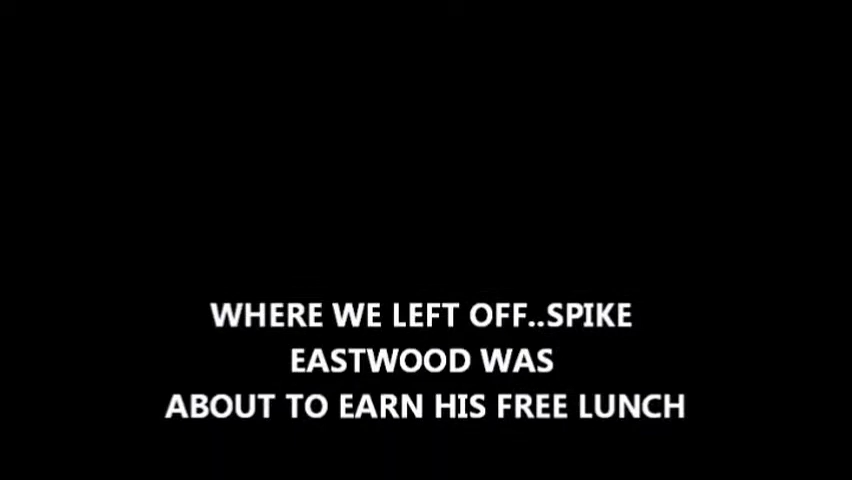 WHERE WE LEFT OFF..SPIKE
EASTWOOD WAS
ABOUT TO EARN HIS FREE LUNCH